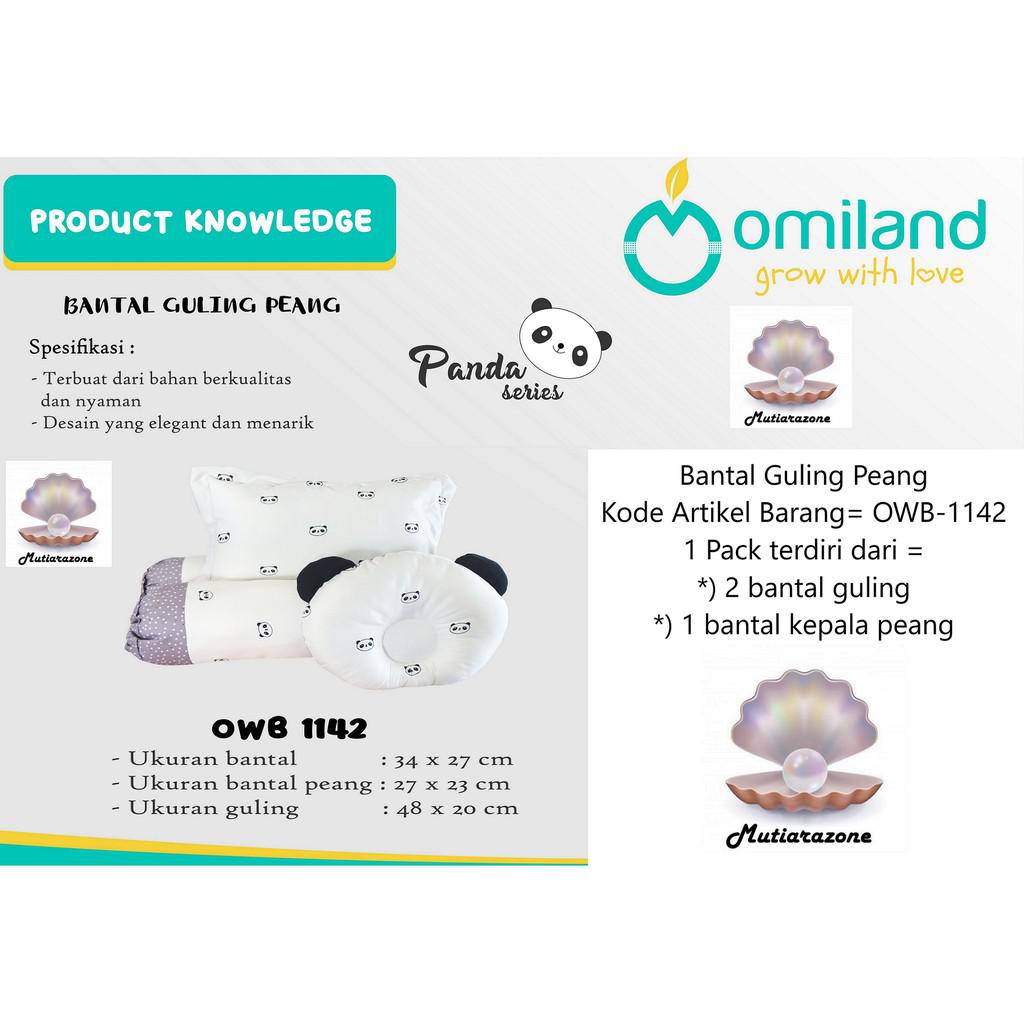 PRODUCT KNOWLEDGE
omiland
grow with love
BANTAL GULING PEANG
Spesifikasi :
- Terbuat dari bahan berkualitas
dan nyaman
- Desain yang elegant dan menarik
Panda
series
Mutiarazone
Mutiarazone
Bantal Guling Peang
Kode Artikel Barang= OWB-1142
1 Pack terdiri dari =
*) 2 bantal guling
*) 1 bantal kepala peang
OWB 1142
- Ukuran bantal : 34 x 27 cm
- Ukuran bantal peang : 27 x 23 cm
- Ukuran guling : 48 x 20 cm
Mutiarazone